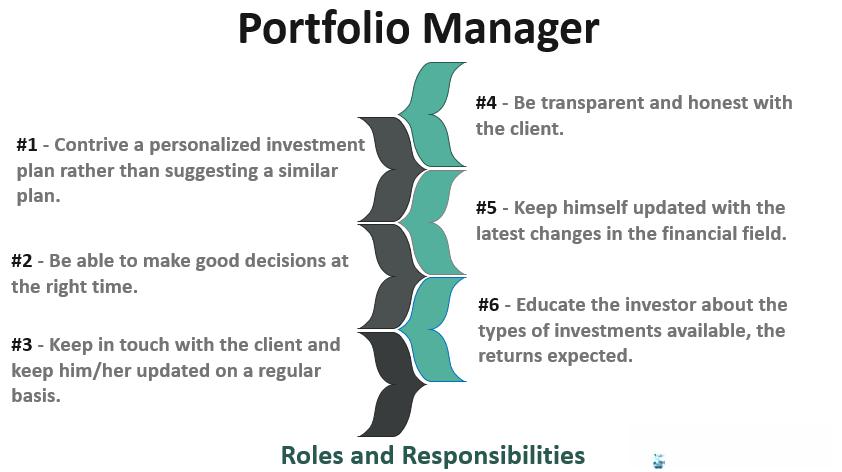 Portfolio Manager
#1 - Contrive a personalized investment
plan rather than suggesting a similar
plan.
#2 - Be able to make good decisions at
the right time.
#3 - Keep in touch with the client and
keep him/her updated on a regular
basis.
#4 - Be transparent and honest with
the client.
#5 - Keep himself updated with the
latest changes in the financial field.
#6 - Educate the investor about the
types of investments available, the
returns expected.
Roles and Responsibilities